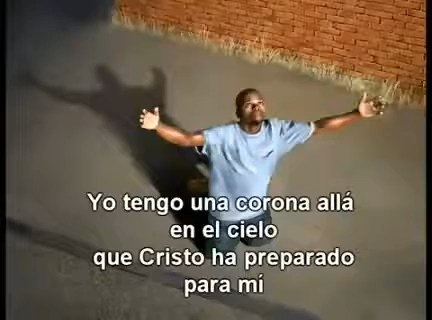 Yo tengo una corona allá
en el cielo
que Cristo ha preparado
para mí